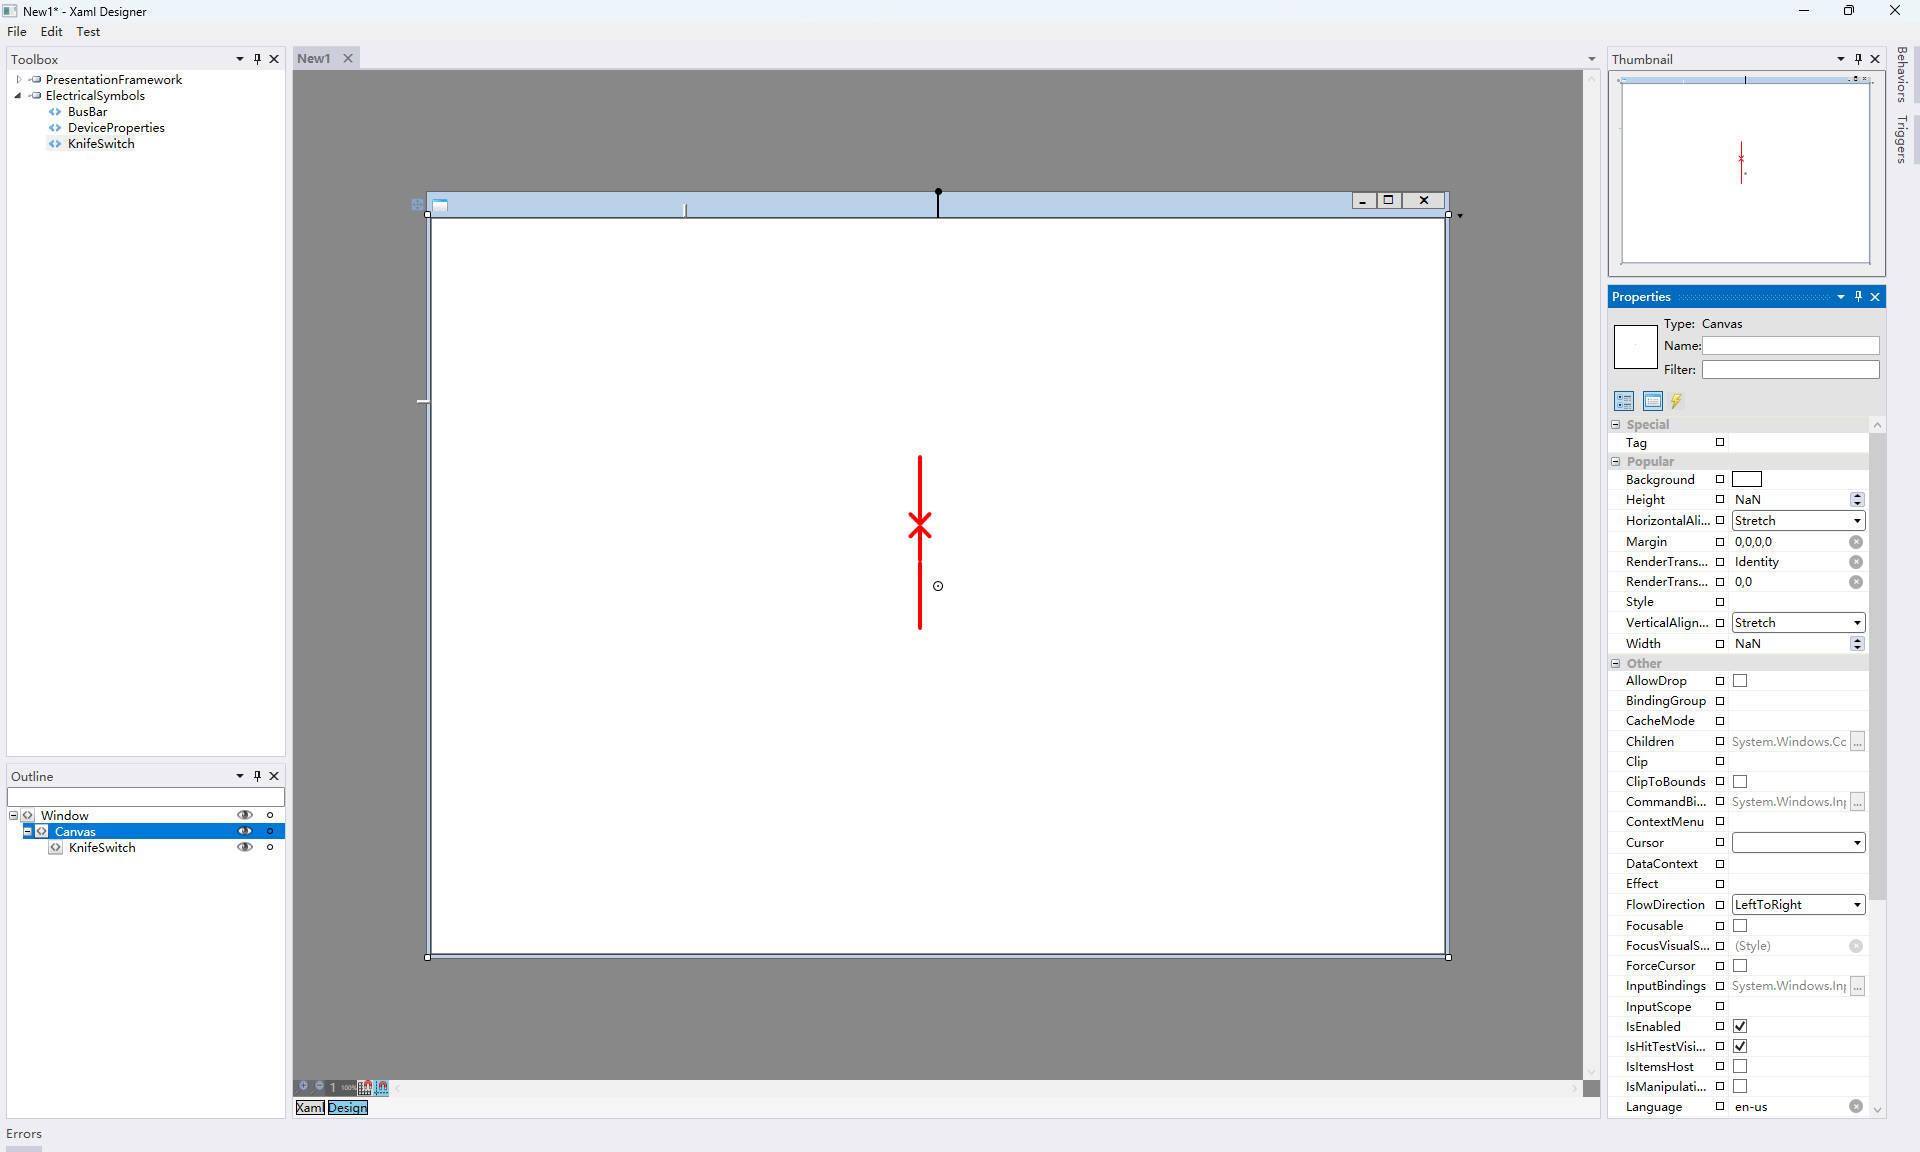 New1* - Xaml Designer
File Edit Test
Toolbox
PresentationFramework
ElectricalSymbols
BusBar
DeviceProperties
KnifeSwitch
Outline
Window
Canvas
KnifeSwitch
New1
1 100%
Xaml Design
Errors
Thumbnail
Properties
Type: Canvas
Name:
Filter:
Special
Tag
Popular
Background
Height NaN
HorizontalAli... Stretch
Margin 0,0,0,0
RenderTrans... Identity
RenderTrans... 0,0
Style
VerticalAlign... Stretch
Width NaN
Other
AllowDrop
BindingGroup
CacheMode
Children System.Windows.Cc ...
Clip
ClipToBounds
CommandBi... System.Windows.Inp ...
ContextMenu
Cursor
DataContext
Effect
FlowDirection LeftToRight
Focusable
FocusVisualS... (Style)
ForceCursor
InputBindings System.Windows.Inp ...
InputScope
IsEnabled
IsHitTestVisi...
IsItemsHost
IsManipulati...
Language en-us
Behaviors
Triggers